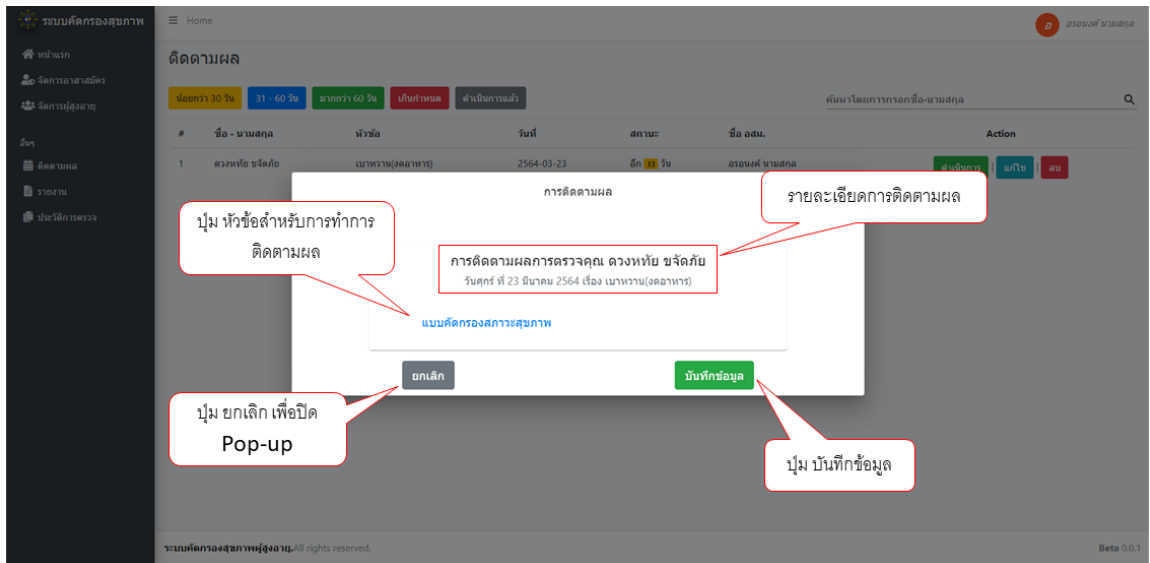 ระบบคัดกรองสุขภาพ
Home
อ
อรอนงค์ นามสกุล
หน้าแรก
จัดการอาสาสมัคร
จัดการผู้สูงอายุ
อื่นๆ
ติดตามผล
รายงาน
ประวัติการตรวจ
ติดตามผล
น้อยกว่า 30 วัน
31 - 60 วัน
มากกว่า 60 วัน
เกินกำหนด
ดำเนินการแล้ว
ค้นหาโดยการกรอกชื่อ-นามสกุล
# ชื่อ - นามสกุล หัวข้อ วันที่ สถานะ ชื่อ อสม. Action
1 ดวงหทัย ขจัดภัย เบาหวาน(งดอาหาร) 2564-03-23 อีก 13 วัน อรอนงค์ นามสกุล ดำเนินการ | แก้ไข | ลบ
การติดตามผล
รายละเอียดการติดตามผล
ปุ่ม หัวข้อสำหรับการทำการ
ติดตามผล
การติดตามผลการตรวจคุณ ดวงหทัย ขจัดภัย
วันศุกร์ ที่ 23 มีนาคม 2564 เรื่อง เบาหวาน(งดอาหาร)
แบบคัดกรองสภาวะสุขภาพ
ยกเลิก
บันทึกข้อมูล
ปุ่ม ยกเลิก เพื่อปิด
Pop-up
ปุ่ม บันทึกข้อมูล
ระบบคัดกรองสุขภาพผู้สูงอายุ.All rights reserved.
Beta 0.0.1